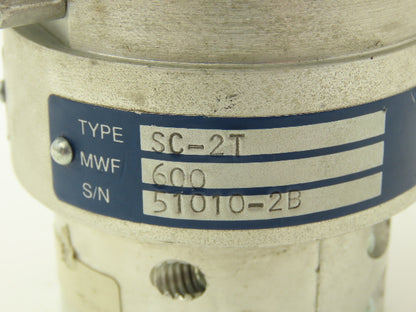 TYPE SC-2T
MWF 600
S/N 51010-2B